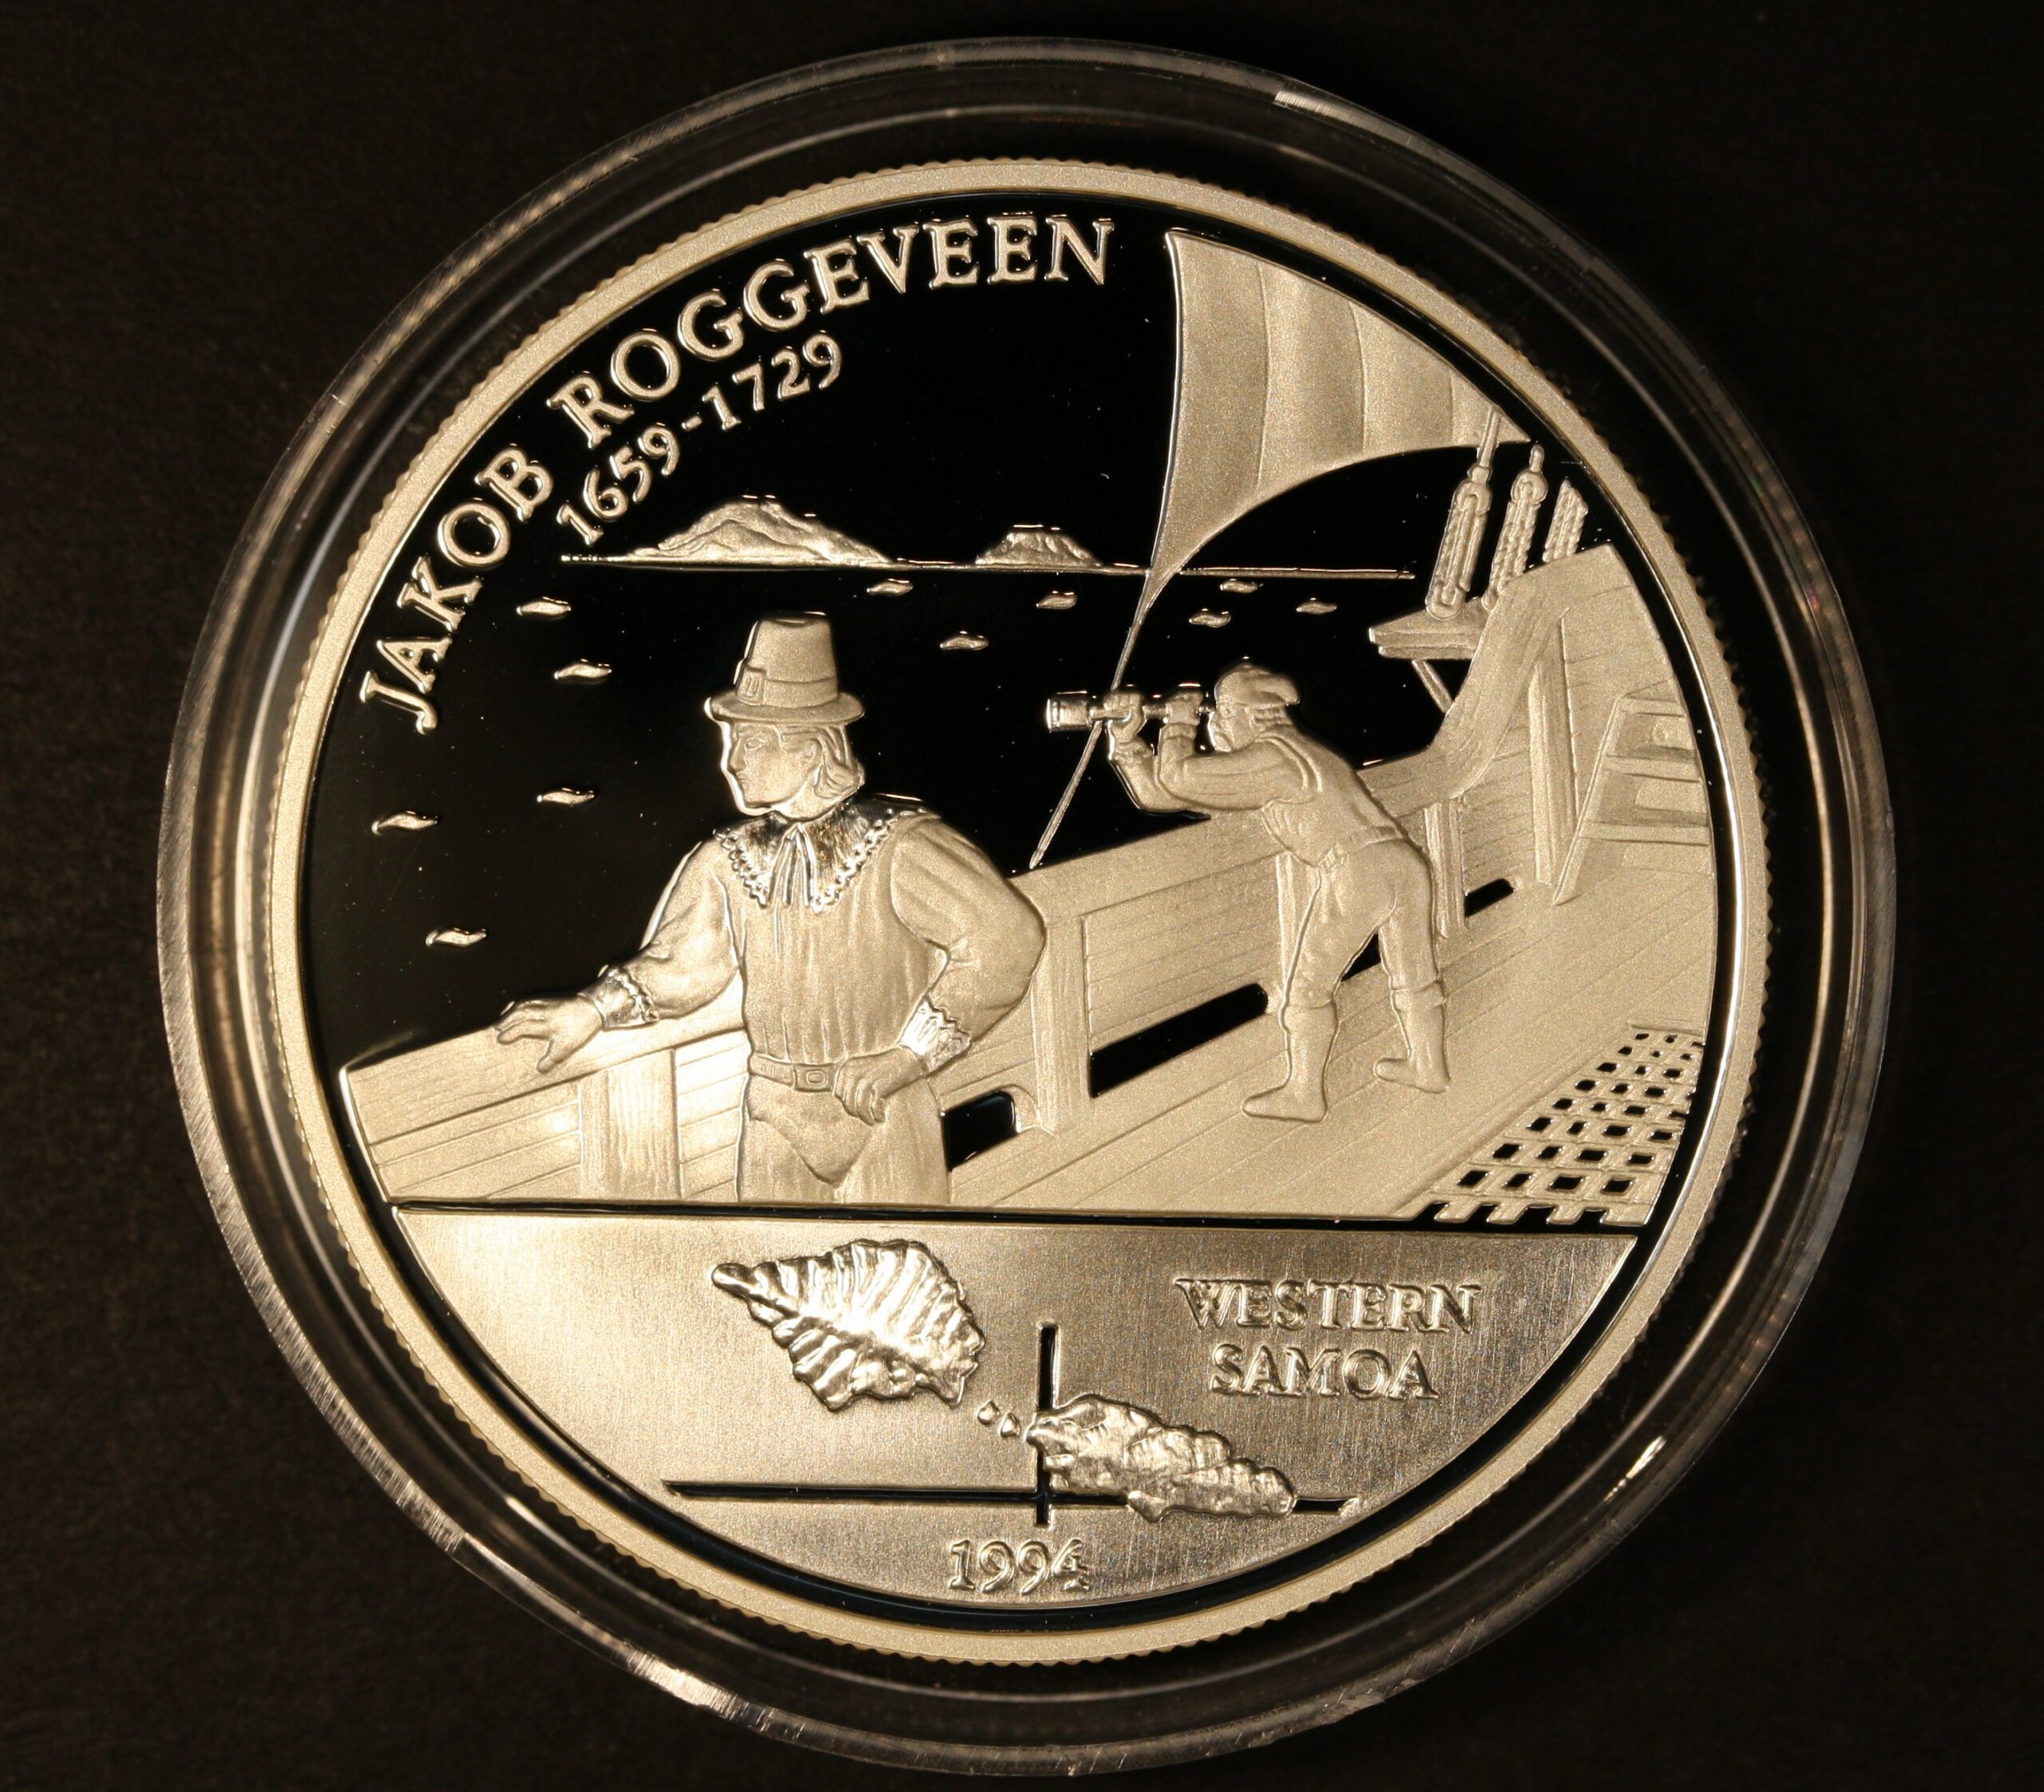 JAKOB ROGGEVEEN
1659-1729
WESTERN
SAMOA
1994